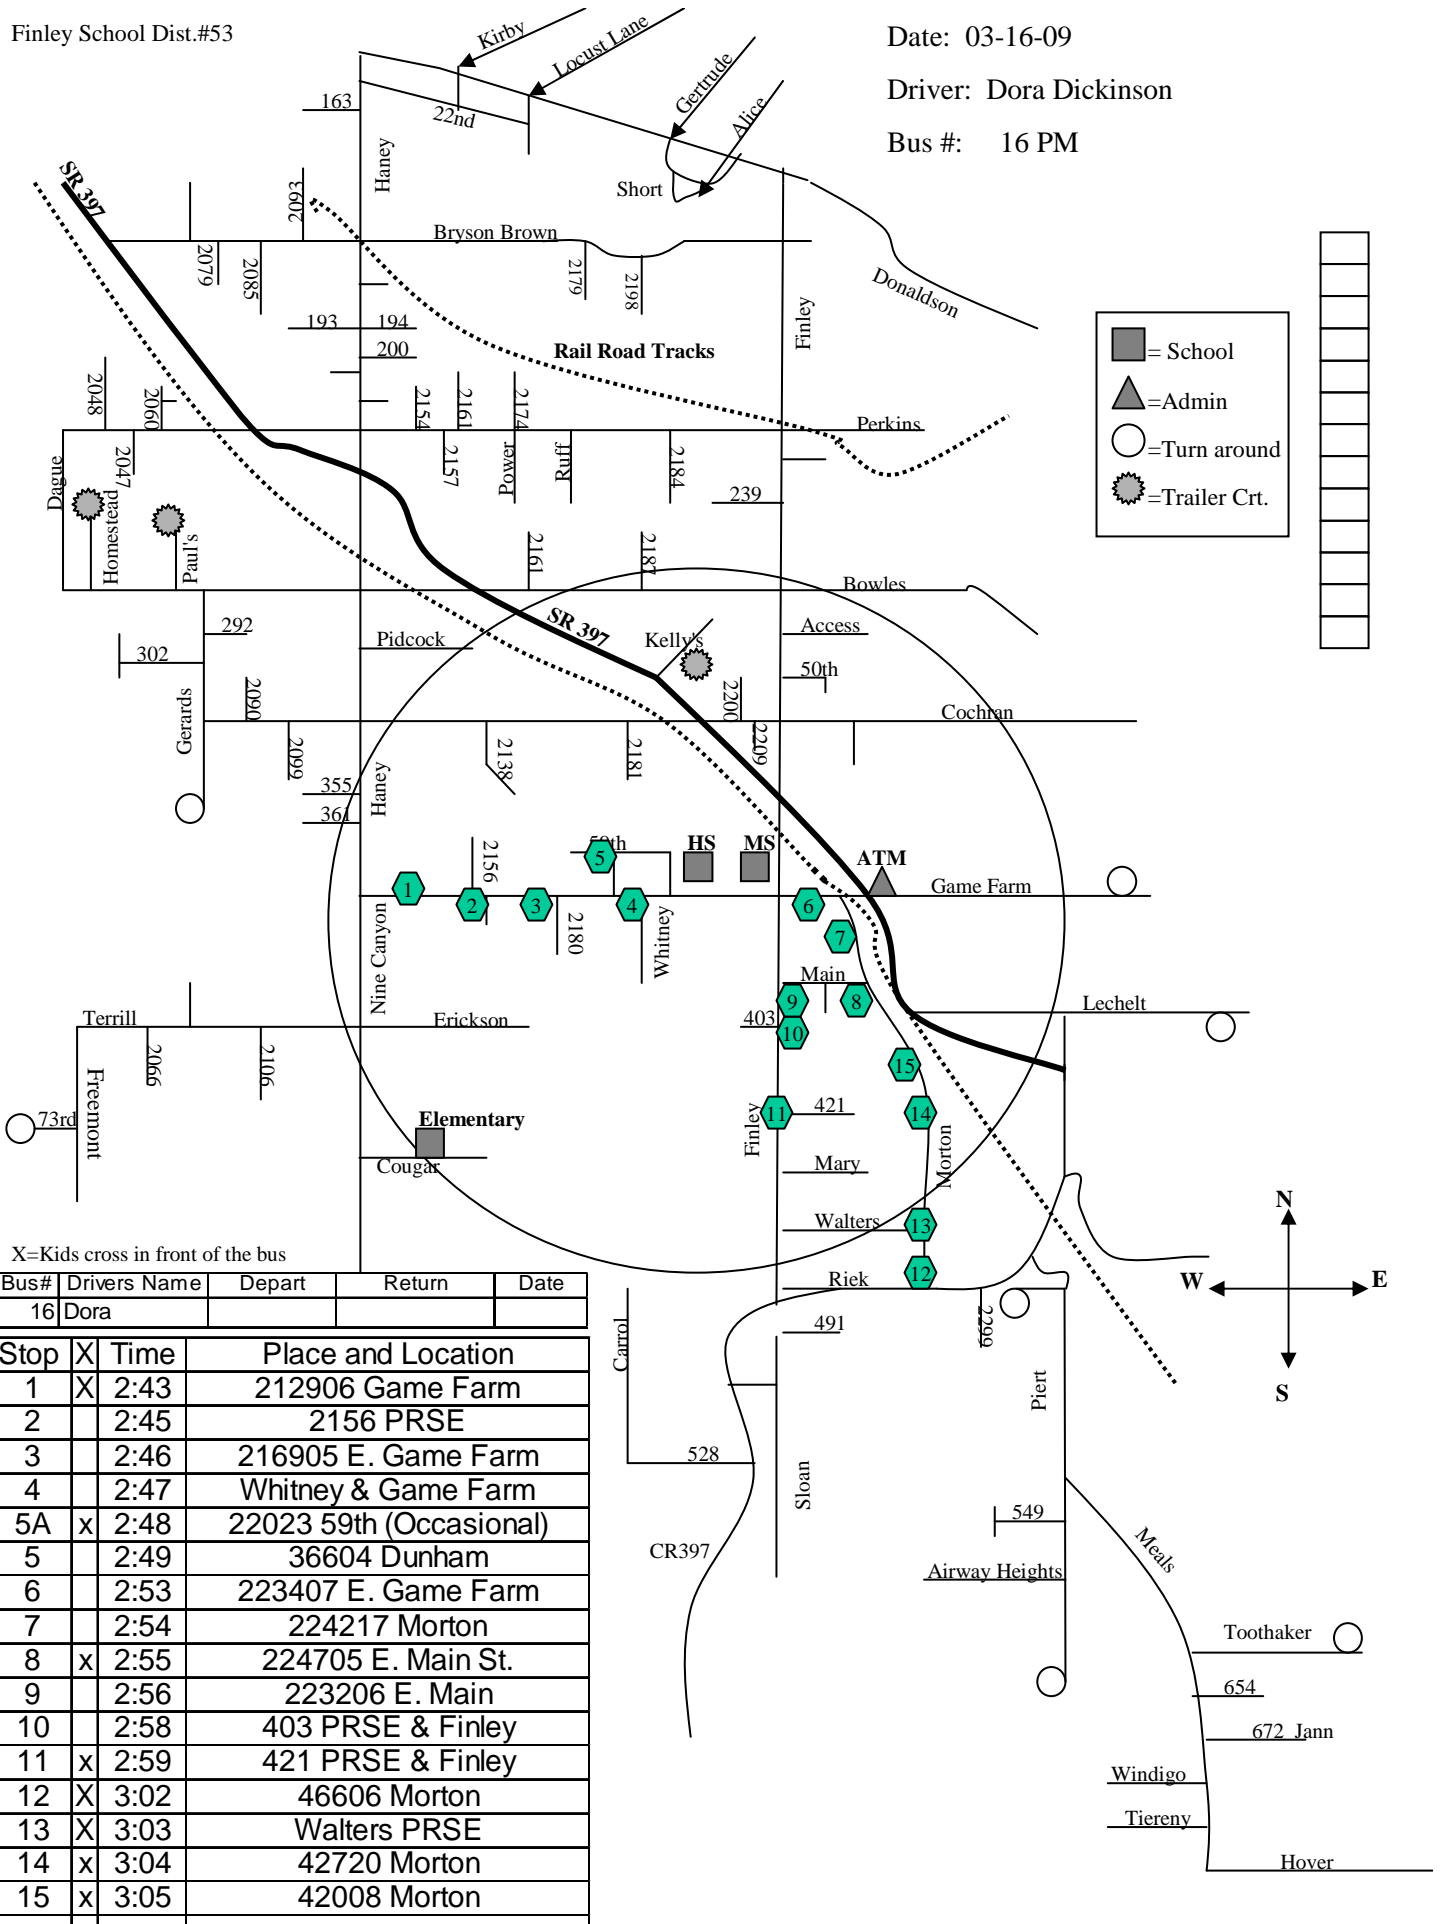 Finley School Dist.#53
Date: 03-16-09
Driver: Dora Dickinson
Bus #: 16 PM
Kirby
Locust Lane
Gertrude
Alice
163
22nd
Haney
SR 397
2093
Short
Bryson Brown
2079
2085
2179
2198
Donaldson
Finley
193
194
200
Rail Road Tracks
= School
=Admin
=Turn around
=Trailer Crt.
2048
2060
2154
2161
2174
Perkins
Dague
2047
2157
Power
Ruff
2184
239
Homestead
Paul's
2161
2187
Bowles
SR 397
292
302
Pidcock
Kelly's
Access
50th
Gerards
2090
2099
2138
2181
2200
2209
Cochran
355
361
Haney
59th
HS
MS
ATM
2156
Game Farm
1
2
3
4
5
6
7
2180
Whitney
Nine Canyon
Main
8
9
10
403
Lechelt
Terrill
Erickson
2066
2106
Freemont
73rd
15
14
11
421
Finley
Elementary
Cougar
Mary
Morton
Walters
13
12
Riek
N
W
E
S
X=Kids cross in front of the bus
Bus# Drivers Name Depart Return Date
16 Dora
491
2299
Carrol
Piert
528
Sloan
CR397
549
Airway Heights
Meals
Toothaker
654
672 Jann
Windigo
Tiereny
Hover
Stop X Time Place and Location
1 X 2:43 212906 Game Farm
2 2:45 2156 PRSE
3 2:46 216905 E. Game Farm
4 2:47 Whitney & Game Farm
5A x 2:48 22023 59th (Occasional)
5 2:49 36604 Dunham
6 2:53 223407 E. Game Farm
7 2:54 224217 Morton
8 x 2:55 224705 E. Main St.
9 2:56 223206 E. Main
10 2:58 403 PRSE & Finley
11 x 2:59 421 PRSE & Finley
12 X 3:02 46606 Morton
13 X 3:03 Walters PRSE
14 x 3:04 42720 Morton
15 x 3:05 42008 Morton